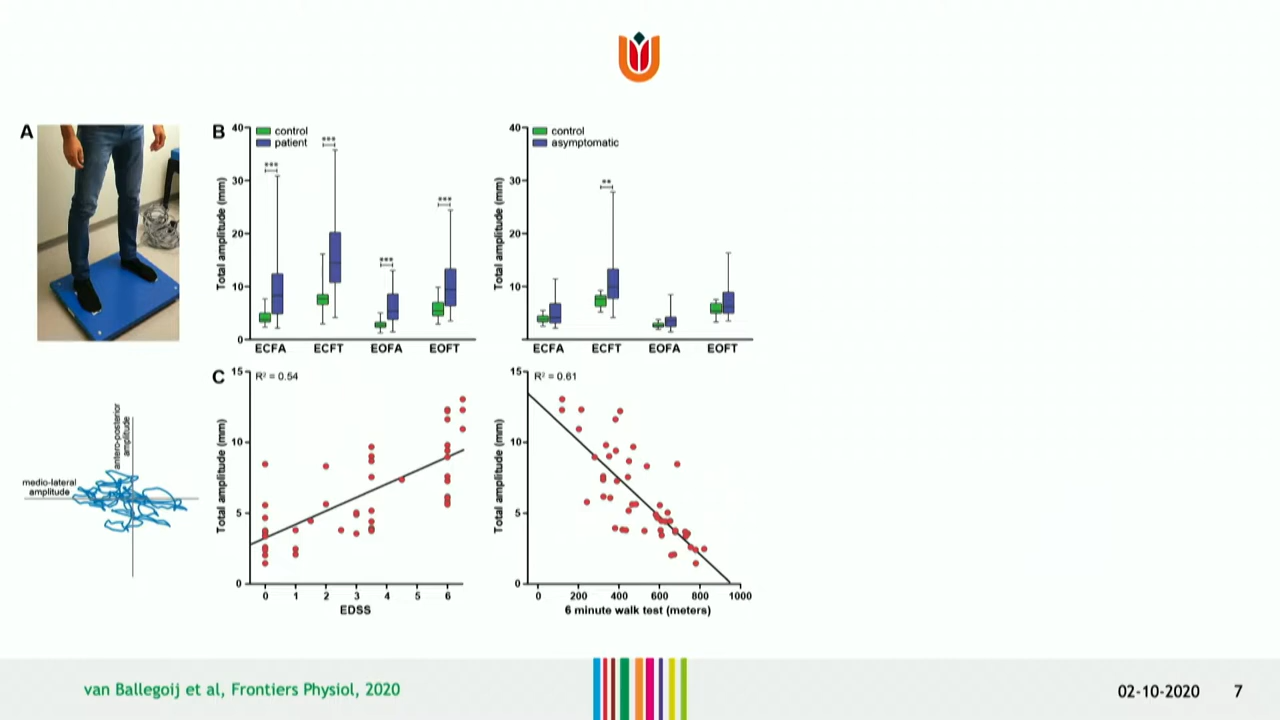 A
B
40
30
20
10
0
Total amplitude (mm)
control
patient
***
***
***
***
ECFA
ECFT
EOFA
EOFT
40
30
20
10
Total amplitude (mm)
control
asymptomatic
**
ECFA
ECFT
EOFA
EOFT
antero-posterior
amplitude
medio-lateral
amplitude
C
15
10
5
0
Total amplitude (mm)
R² = 0.54
0 1 2 3 4 5 6
EDSS
15
10
5
0
Total amplitude (mm)
R² = 0.61
0 200 400 600 800 1000
6 minute walk test (meters)
van Ballegoij et al, Frontiers Physiol, 2020
02-10-2020
7